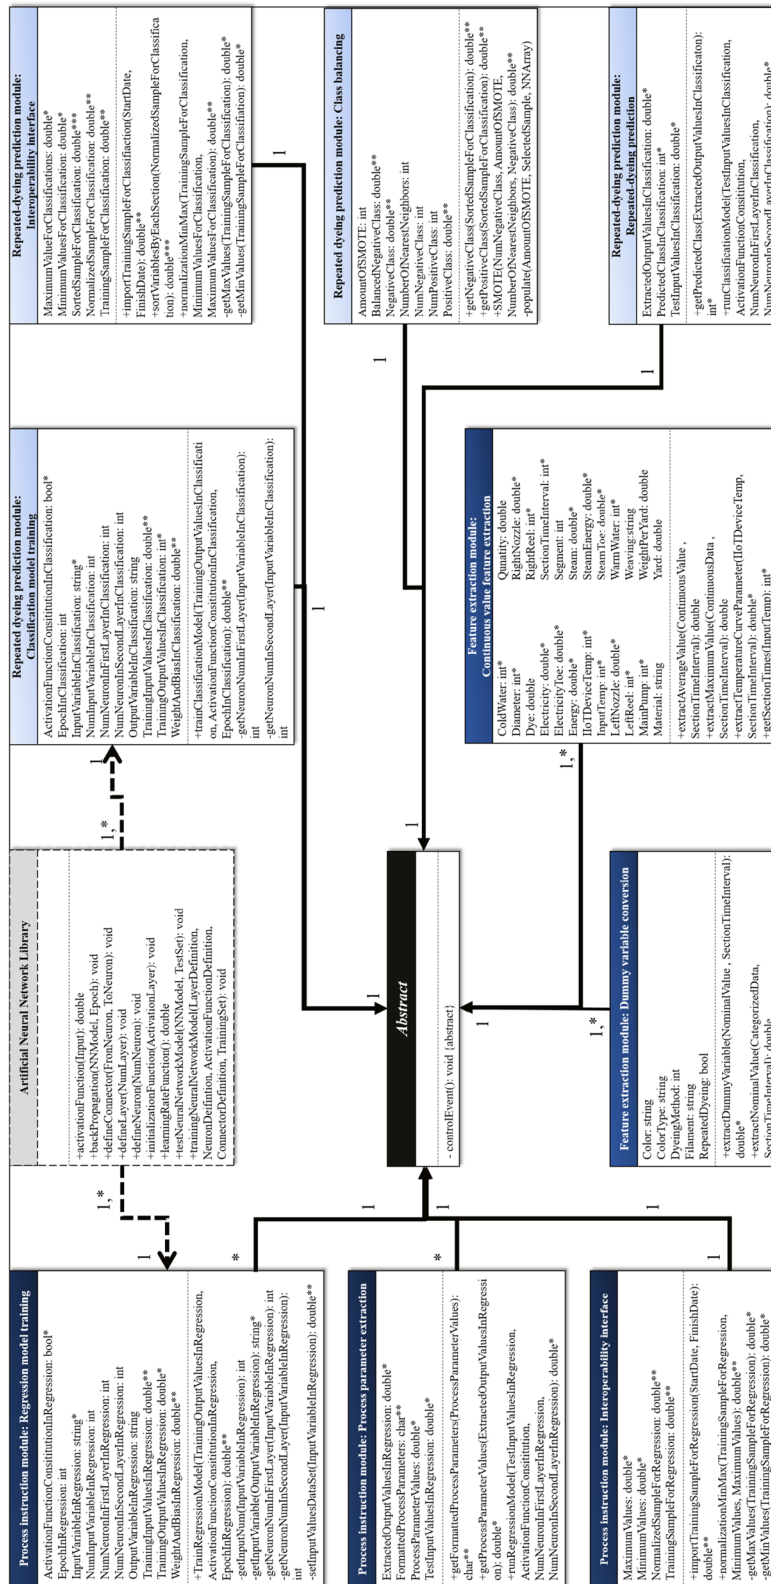 Process instruction module: Regression model training
ActivationFunctionConstitutionInRegression: bool*
EpochInRegression: int
InputVariableInRegression: string*
NumInputVariableInRegression: int
NumNeuronInFirstLayerInRegression: int
NumNeuronInSecondLayerInRegression: int
OutputVariableInRegression: string
TrainingInputValuesInRegression: double**
TrainingOutputValuesInRegression: double*
WeightAndBiasInRegression: double**
+TrainRegressionModel(TrainingOutputValuesInRegression,
ActivationFunctionConstitutionInRegression,
EpochInRegression): double**
-getInputNum(InputVariableInRegression): int
-getInputVariable(OutputVariableInRegression): string*
-getNeuronNumInFirstLayer(InputVariableInRegression): int
-getNeuronNumInSecondLayer(InputVariableInRegression):
int
-setInputValuesDataSet(InputVariableInRegression): double**
Artificial Neural Network Library
+activationFunction(Input): double
+backPropagation(NNModel, Epoch): void
+defineConnector(FronNeuron, ToNeuron): void
+defineLayer(NumLayer): void
+defineNeuron(NumNeuron): void
+initializationFunction(ActivationLayer): void
+learningRateFunction(): double
+testNeuralNetworkModel(NNModel, TestSet): void
+trainingNeuralNetworkModel(LayerDefinition,
NeuronDefinition, ActivationFunctionDefinition,
ConnectorDefinition, TrainingSet): void
Repeated dyeing prediction module:
Classification model training
ActivationFunctionConstitutionInClassification: bool*
EpochInClassification: int
InputVariableInClassification: string*
NumInputVariableInClassification: int
NumNeuronInFirstLayerInClassification: int
NumNeuronInSecondLayerInClassification: int
OutputVariableInClassification: string
TrainingInputValuesInClassification: double**
TrainingOutputValuesInClassification: int*
WeightAndBiasInClassification: double**
+trainClassificationModel(TrainingOutputValuesInClassificati
on, ActivationFunctionConstitutionInClassification,
EpochInClassification): double**
-getNeuronNumInFirstLayer(InputVariableInClassification):
int
-getNeuronNumInSecondLayer(InputVariableInClassification):
int
Repeated-dyeing prediction module:
Interoperability interface
MaximumValueForClassification: double*
MinimumValuesForClassification: double*
SortedSampleForClassification: double***
NormalizedSampleForClassification: double**
TrainingSampleForClassification: double**
+importTrainingSampleForClassifiaction(StartDate,
FinishDate): double**
+sortVariablesByEachSection(NormalizedSampleForClassifica
tion): double***
+normalizationMinMax(TrainingSampleForClassification,
MinimumValuesForClassification,
MaximumValuesForClassification): double**
-getMaxValues(TrainingSampleForClassification): double*
-getMinValues(TrainingSampleForClassifiantion): double*
1
1,*
1,*
1
1
*
1
1
1
Process instruction module: Process parameter extraction
ExtractedOutputValuesInRegression: double*
FormattedProcessParameters: char**
ProcessParameterValues: double*
TestInputValuesInRegression: double*
+getFormattedProcessParameters(ProcessParameterValues):
char**
+getProcessParameterValues(ExtractedOutputValuesInRegressi
on): double*
+runRegressionModel(TestInputValuesInRegression,
ActivationFunctionConstitution,
NumNeuronInFirstLayerInRegression,
NumNeuronInSecondLayerInRegression): double*
Abstract
- controlEvent(): void {abstract}
Repeated dyeing prediction module: Class balancing
AmountOfSMOTE: int
BalancedNegativeClass: double**
NegativeClass: double**
NumberOfNearestNeighbors: int
NumNegativeClass: int
NumPositiveClass: int
PositiveClass: double**
+getNegativeClass(SortedSampleForClassification): double**
+getPositiveClass(SortedSampleForClassification): double**
+SMOTE(NumNegativeClass, AmountOfSMOTE,
NumberOfNearestNeighbors, NegativeClass): double**
-populate(AmountOfSMOTE, SelectedSample, NNArray)
*
1
1
1
1
1
1,*
1,*
1
1
Feature extraction module:
Continuous value feature extraction
ColdWater: int*
Diameter: int*
Dye: double
Electricity: double*
ElectricityToe: double*
Energy: double*
IIoTDeviceTemp: int*
InputTemp: int*
LeftNozzle: double*
LeftReel: int*
MainPump: int*
Material: string
Qunatity: double
RightNozzle: double*
RightReel: int*
SectionTimeInterval: int*
Segment: int
Steam: double*
SteamEnergy: double*
SteamToe: double*
WarmWater: int*
Weaving:string
WeightPerYard: double
Yard: double
+extractAverageValue(ContinuousValue ,
SectionTimeInterval): double
+extractMaximumValue(ContinuousData ,
SectionTimeInterval): double
+extractTemperatureCurveParameter(IIoTDeviceTemp,
SectionTimeInterval): double*
+getSectionTimes(InputTemp): int*
Process instruction module: Interoperability interface
MaximumValues: double*
MinimumValues: double*
NormalizedSampleForRegression: double**
TrainingSampleForRegression: double**
+importTrainingSampleForRegression(StartDate, FinishDate):
double**
+normalizationMinMax(TrainingSampleForRegression,
MinimumValues, MaximumValues): double**
-getMaxValues(TrainingSampleForRegression): double*
-getMinValues(TrainingSampleForRegression): double*
Feature extraction module: Dummy variable conversion
Color: string
ColorType: string
DyeingMethod: int
Filament: string
RepeatedDyeing: bool
+extractDummyVariable(NominalValue , SectionTimeInterval):
double*
+extractNominalValue(CategorizedData,
SectionTimeInterval): double
Repeated-dyeing prediction module:
Repeated-dyeing prediction
ExtractedOutputValuesInClassification: double*
PredictedClassInClassification: int*
TestInputValuesInClassification: double*
+getPredictedClass(ExtractedOutputValuesInClassificaton):
int*
+runClassificationModel(TestInputValuesInClassification,
ActivationFunctionConstitution,
NumNeuronInFirstLayerInClassification,
NumNeuronInSecondLayerInClassification): double*